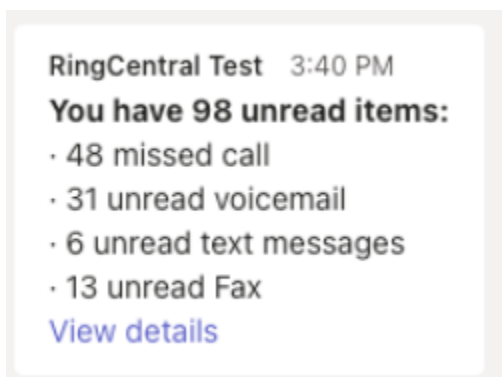 RingCentral Test 3:40 PM
You have 98 unread items:
· 48 missed call
· 31 unread voicemail
· 6 unread text messages
· 13 unread Fax
View details